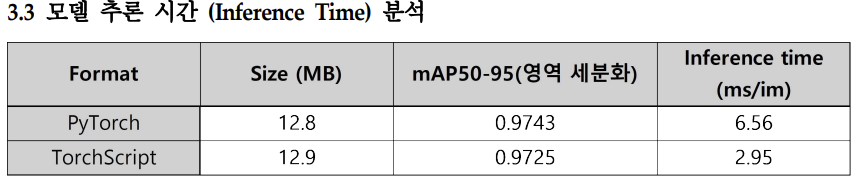 3.3 모델 추론 시간 (Inference Time) 분석
Format Size (MB) mAP50-95(영역 세분화) Inference time (ms/im)
PyTorch 12.8 0.9743 6.56
TorchScript 12.9 0.9725 2.95